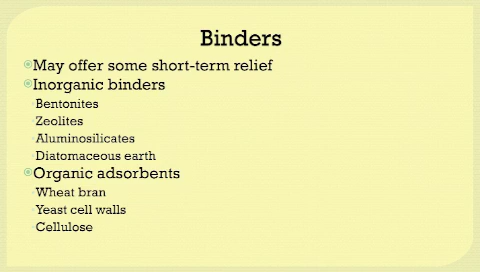 Binders
May offer some short-term relief
Inorganic binders
Bentonites
Zeolites
Aluminosilicates
Diatomaceous earth
Organic adsorbents
Wheat bran
Yeast cell walls
Cellulose